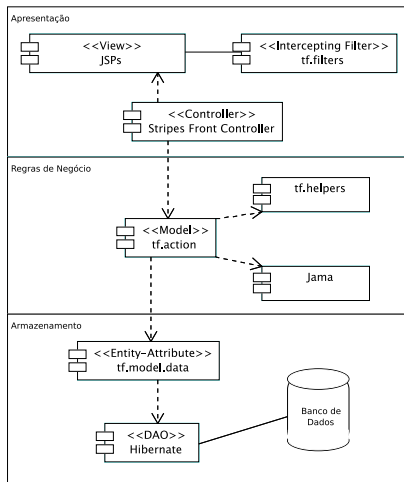 Apresentação
<<View>>
JSPs
<<Intercepting Filter>>
tf.filters
<<Controller>>
Stripes Front Controller
Regras de Negócio
tf.helpers
<<Model>>
tf.action
Jama
Armazenamento
<<Entity-Attribute>>
tf.model.data
Banco de
Dados
<<DAO>>
Hibernate